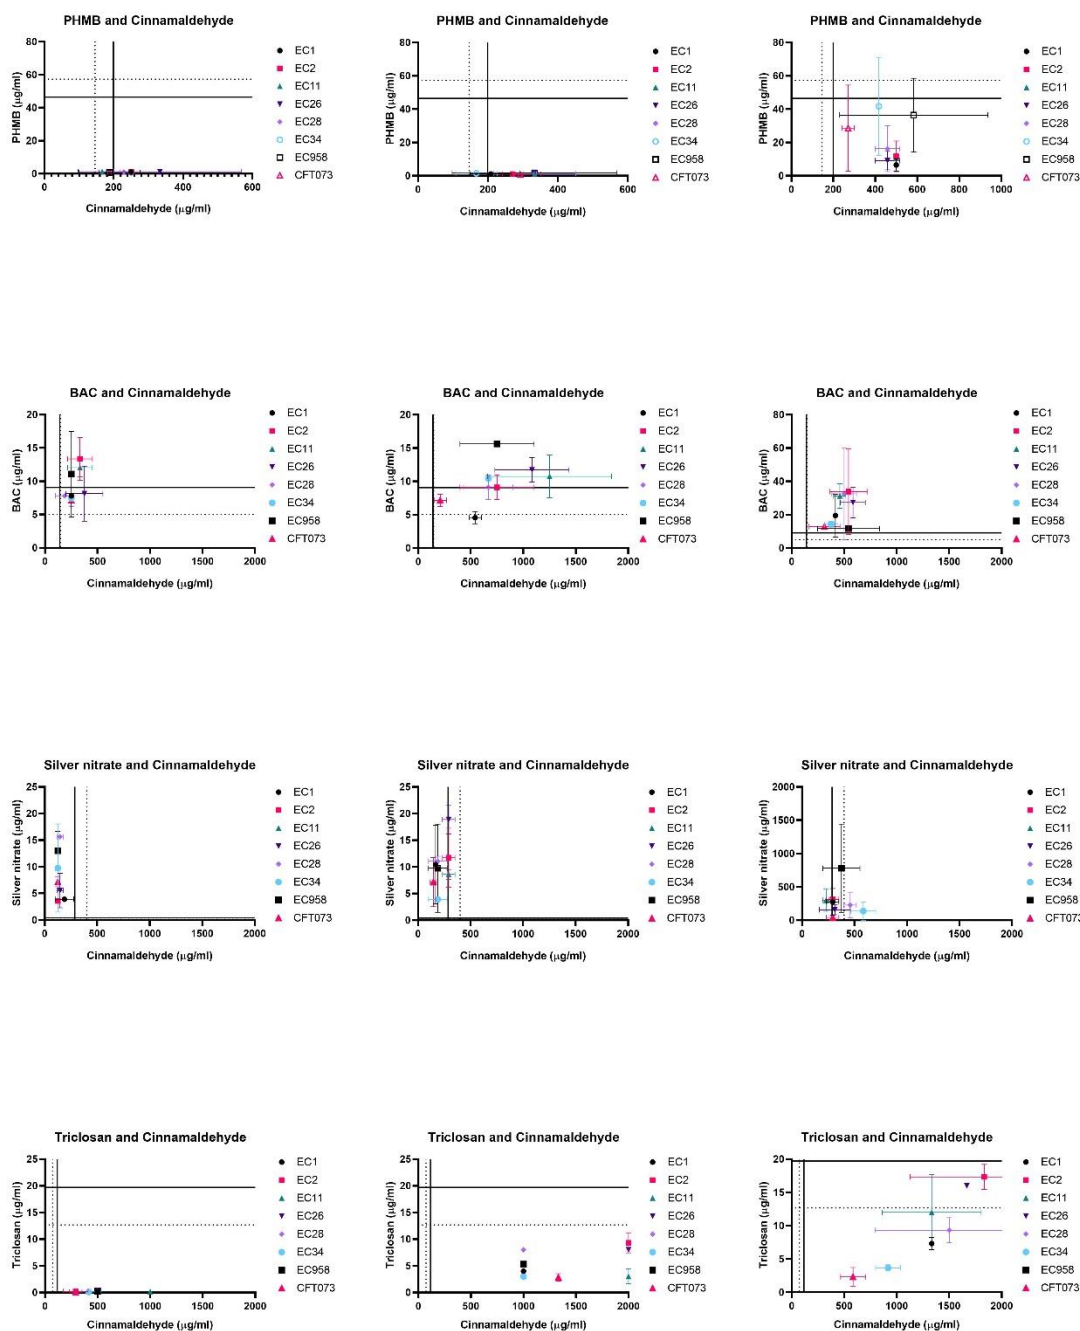 PHMB and Cinnamaldehyde
PHMB (µg/ml)
80
60
40
20
0
0 200 400 600
Cinnamaldehyde (µg/ml)
EC1
EC2
EC11
EC26
EC28
EC34
EC958
CFT073
PHMB and Cinnamaldehyde
PHMB (µg/ml)
80
60
40
20
0
0 200 400 600
Cinnamaldehyde (µg/ml)
EC1
EC2
EC11
EC26
EC28
EC34
EC958
CFT073
PHMB and Cinnamaldehyde
PHMB (µg/ml)
80
60
40
20
0
0 200 400 600 800 1000
Cinnamaldehyde (µg/ml)
EC1
EC2
EC11
EC26
EC28
EC34
EC958
CFT073
BAC and Cinnamaldehyde
BAC (µg/ml)
20
15
10
5
0
0 500 1000 1500 2000
Cinnamaldehyde (µg/ml)
EC1
EC2
EC11
EC26
EC28
EC34
EC958
CFT073
BAC and Cinnamaldehyde
BAC (µg/ml)
20
15
10
5
0
0 500 1000 1500 2000
Cinnamaldehyde (µg/ml)
EC1
EC2
EC11
EC26
EC28
EC34
EC958
CFT073
BAC and Cinnamaldehyde
BAC (µg/ml)
80
60
40
20
0
0 500 1000 1500 2000
Cinnamaldehyde (µg/ml)
EC1
EC2
EC11
EC26
EC28
EC34
EC958
CFT073
Silver nitrate and Cinnamaldehyde
Silver nitrate (µg/ml)
25
20
15
10
5
0
0 500 1000 1500 2000
Cinnamaldehyde (µg/ml)
EC1
EC2
EC11
EC26
EC28
EC34
EC958
CFT073
Silver nitrate and Cinnamaldehyde
Silver nitrate (µg/ml)
25
20
15
10
5
0
0 500 1000 1500 2000
Cinnamaldehyde (µg/ml)
EC1
EC2
EC11
EC26
EC28
EC34
EC958
CFT073
Silver nitrate and Cinnamaldehyde
Silver nitrate (µg/ml)
2000
1500
1000
500
0
0 500 1000 1500 2000
Cinnamaldehyde (µg/ml)
EC1
EC2
EC11
EC26
EC28
EC34
EC958
CFT073
Triclosan and Cinnamaldehyde
Triclosan (µg/ml)
25
20
15
10
5
0
0 500 1000 1500 2000
Cinnamaldehyde (µg/ml)
EC1
EC2
EC11
EC26
EC28
EC34
EC958
CFT073
Triclosan and Cinnamaldehyde
Triclosan (µg/ml)
25
20
15
10
5
0
0 500 1000 1500 2000
Cinnamaldehyde (µg/ml)
EC1
EC2
EC11
EC26
EC28
EC34
EC958
CFT073
Triclosan and Cinnamaldehyde
Triclosan (µg/ml)
20
15
10
5
0
0 500 1000 1500 2000
Cinnamaldehyde (µg/ml)
EC1
EC2
EC11
EC26
EC28
EC34
EC958
CFT073